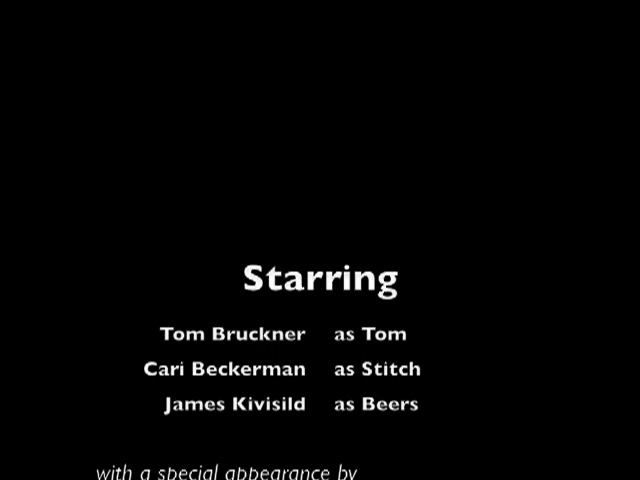 Starring
Tom Bruckner as Tom
Cari Beckerman as Stitch
James Kivisild as Beers
with a special appearance by